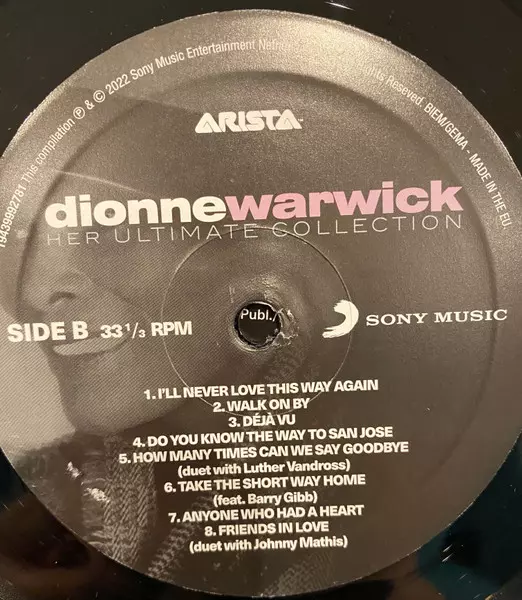 19439992781 This compilation ℗ & © 2022 Sony Music Entertainment
Rights Reseved. BIEM/GEMA - MADE IN THE EU
ARISTA
dionnewarwick
HER ULTIMATE COLLECTION
Publ./
SIDE B 33 1/3 RPM
SONY MUSIC
1. I'LL NEVER LOVE THIS WAY AGAIN
2. WALK ON BY
3. DÉJÀ VU
4. DO YOU KNOW THE WAY TO SAN JOSE
5. HOW MANY TIMES CAN WE SAY GOODBYE
(duet with Luther Vandross)
6. TAKE THE SHORT WAY HOME
(feat. Barry Gibb)
7. ANYONE WHO HAD A HEART
8. FRIENDS IN LOVE
(duet with Johnny Mathis)